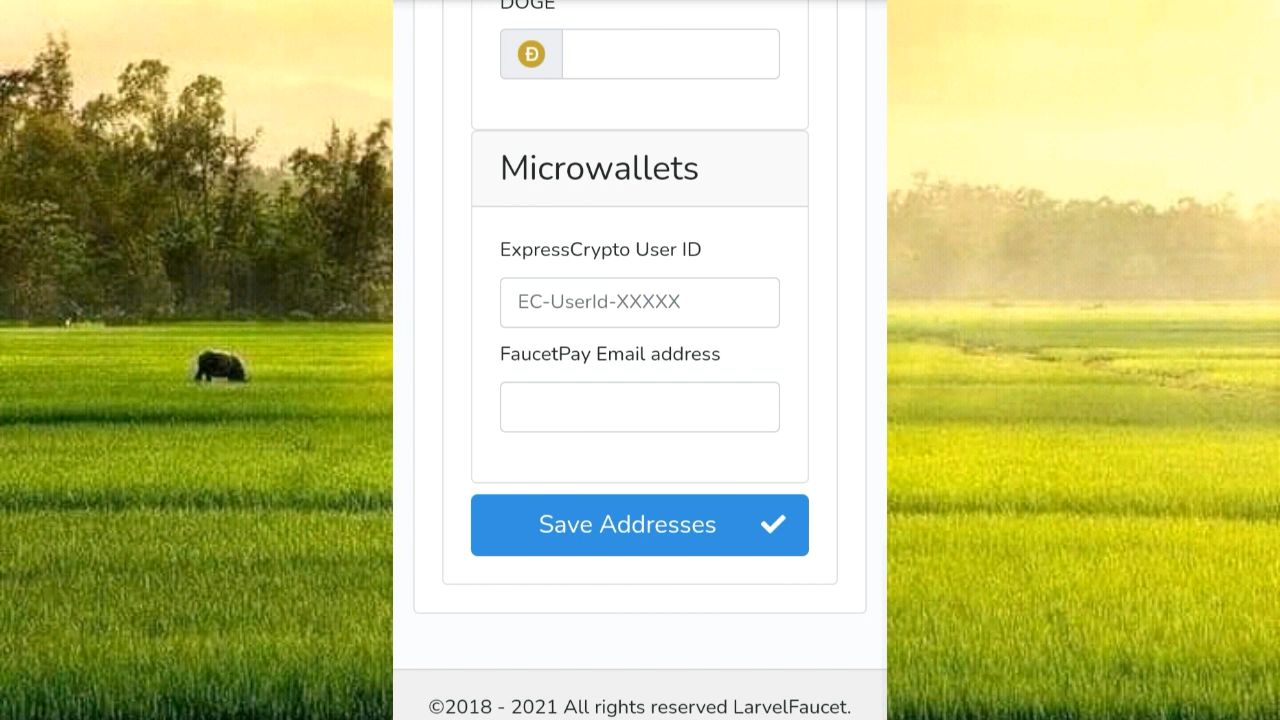 DOGE
Microwallets
ExpressCrypto User ID
EC-UserId-XXXXX
FaucetPay Email address
Save Addresses
©2018 - 2021 All rights reserved LarvelFaucet.